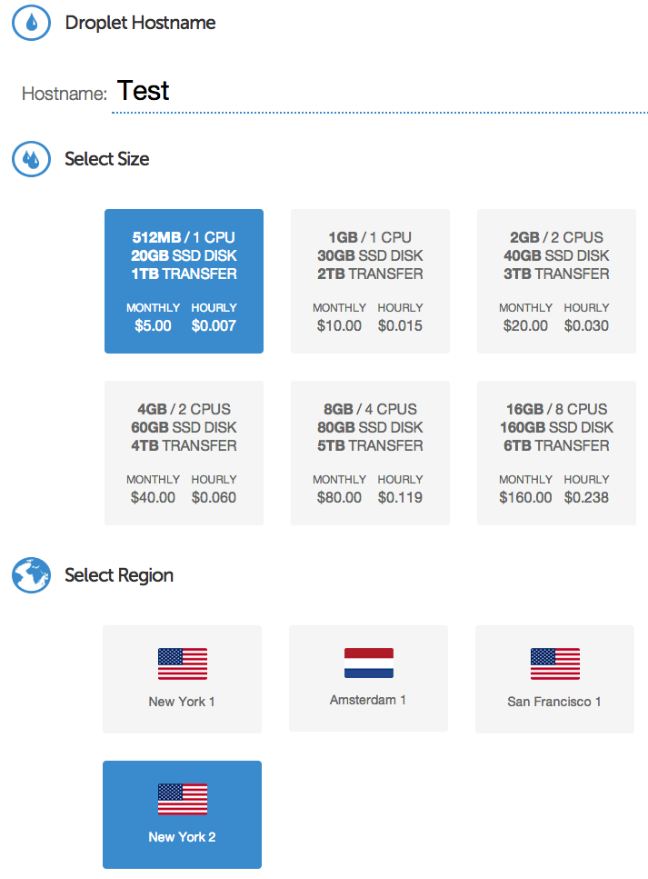 Droplet Hostname
Hostname: Test
Select Size
512MB / 1 CPU
20GB SSD DISK
1TB TRANSFER
MONTHLY HOURLY
$5.00 $0.007
1GB / 1 CPU
30GB SSD DISK
2TB TRANSFER
MONTHLY HOURLY
$10.00 $0.015
2GB / 2 CPUS
40GB SSD DISK
3TB TRANSFER
MONTHLY HOURLY
$20.00 $0.030
4GB / 2 CPUS
60GB SSD DISK
4TB TRANSFER
MONTHLY HOURLY
$40.00 $0.060
8GB / 4 CPUS
80GB SSD DISK
5TB TRANSFER
MONTHLY HOURLY
$80.00 $0.119
16GB / 8 CPUS
160GB SSD DISK
6TB TRANSFER
MONTHLY HOURLY
$160.00 $0.238
Select Region
New York 1
Amsterdam 1
San Francisco 1
New York 2